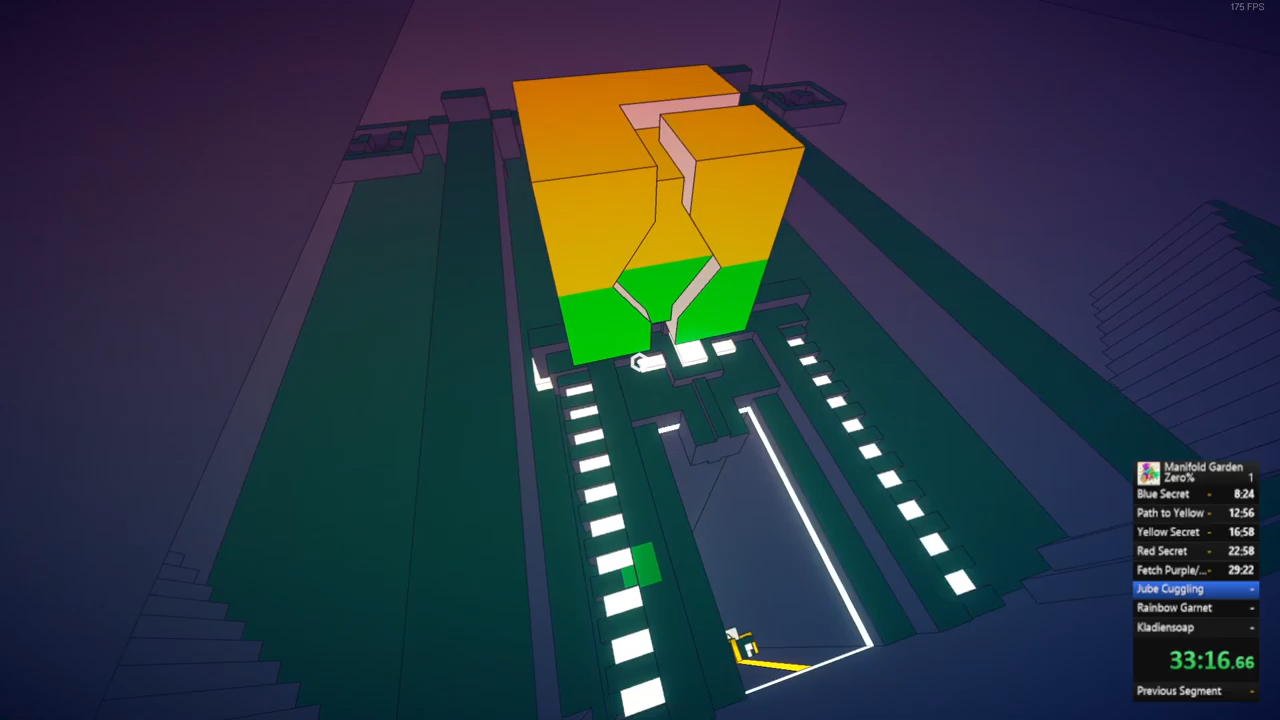 175 FPS
Manifold Garden
Zero% 1
Blue Secret - 8:24
Path to Yellow - 12:56
Yellow Secret - 16:58
Red Secret - 22:58
Fetch Purple/... - 29:22
Jube Cuggling -
Rainbow Garnet -
Kladiensoap -
33:16.66
Previous Segment -